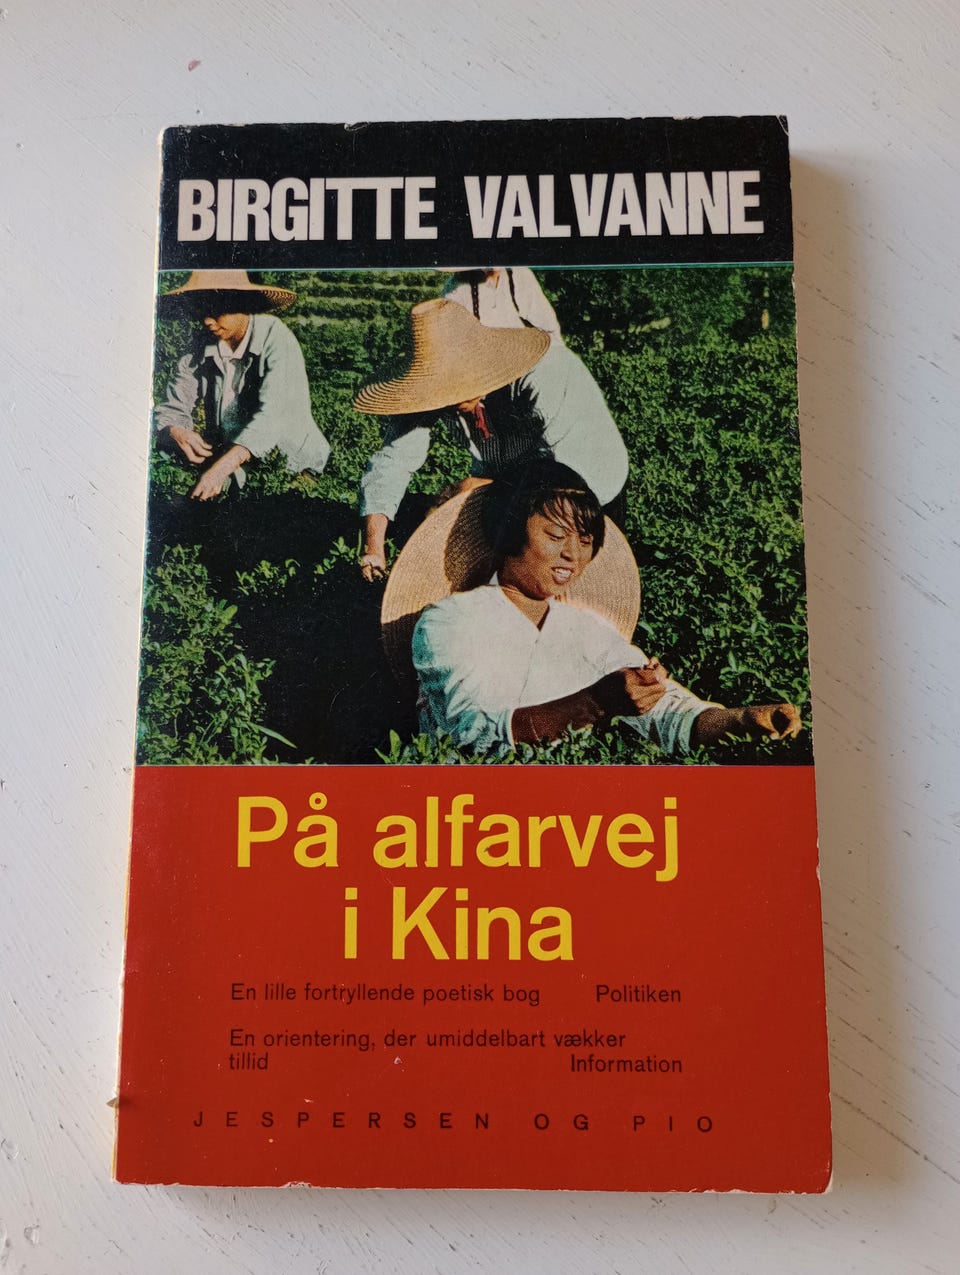 BIRGITTE VALVANNE
På alfarvej
i Kina
En lille fortryllende poetisk bog Politiken
En orientering, der umiddelbart vækker
tillid Information
JESPERSEN OG PIO